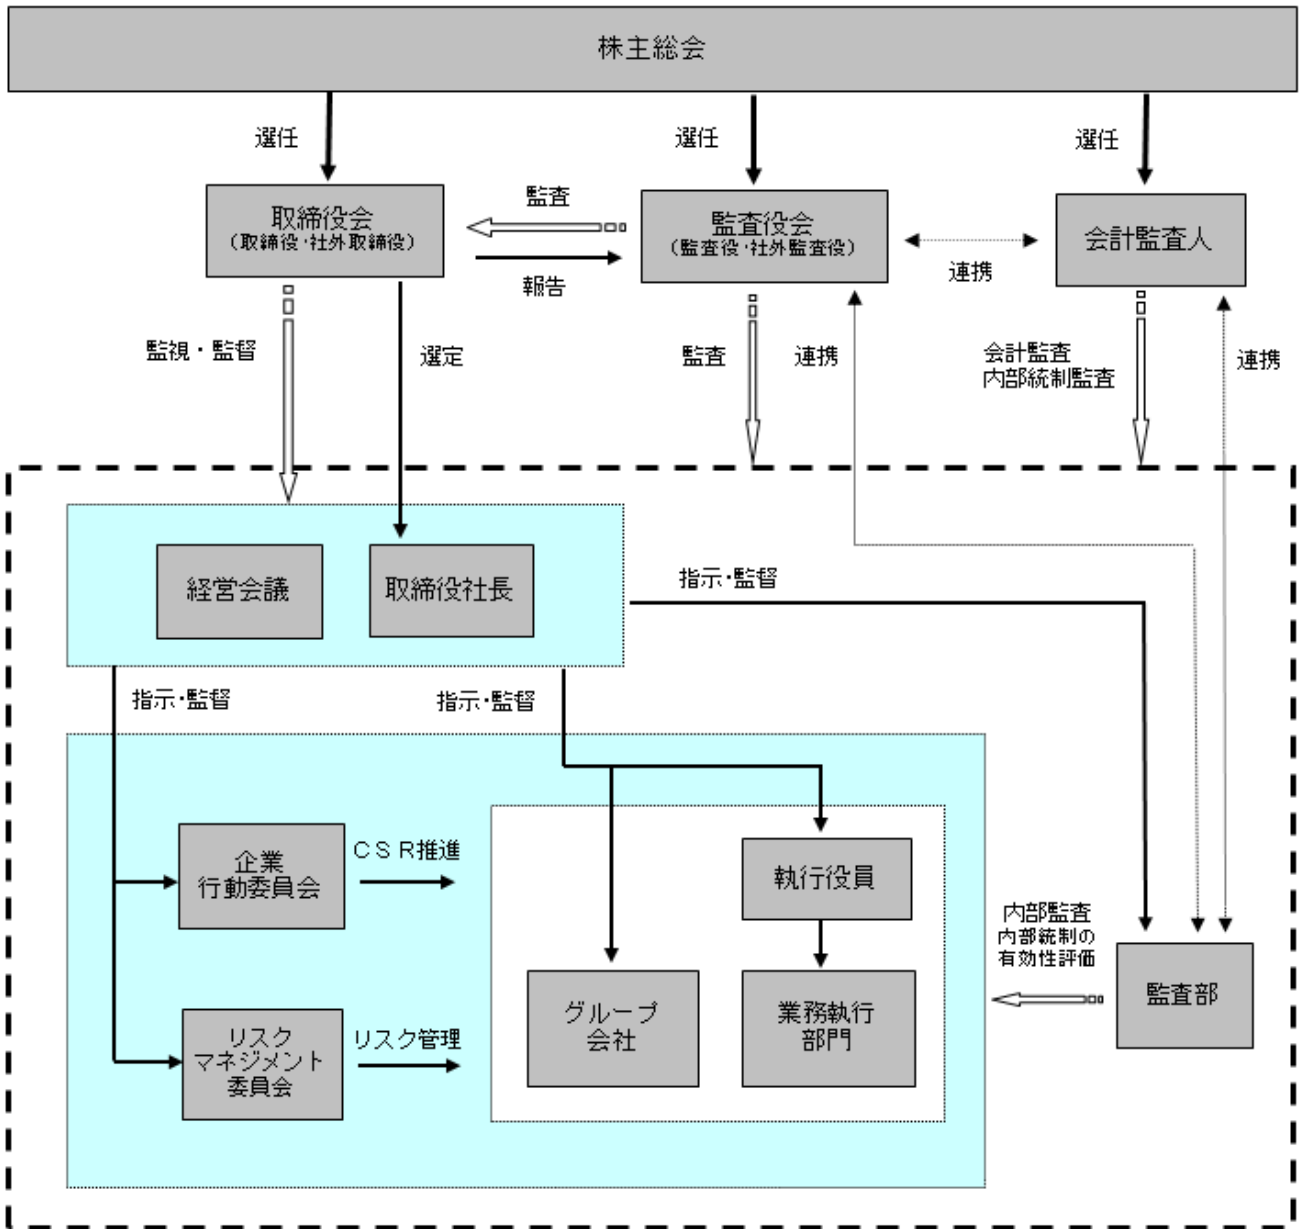 株主総会
選任
選任
選任
取締役会
（取締役･社外取締役）
監査
報告
監査役会
（監査役･社外監査役）
連携
会計監査人
監視・監督
選定
監査
連携
会計監査
内部統制監査
連携
経営会議
取締役社長
指示･監督
指示･監督
指示･監督
企業
行動委員会
ＣＳＲ推進
執行役員
グループ
会社
業務執行
部門
リスク
マネジメント
委員会
リスク管理
内部監査
内部統制の
有効性評価
監査部